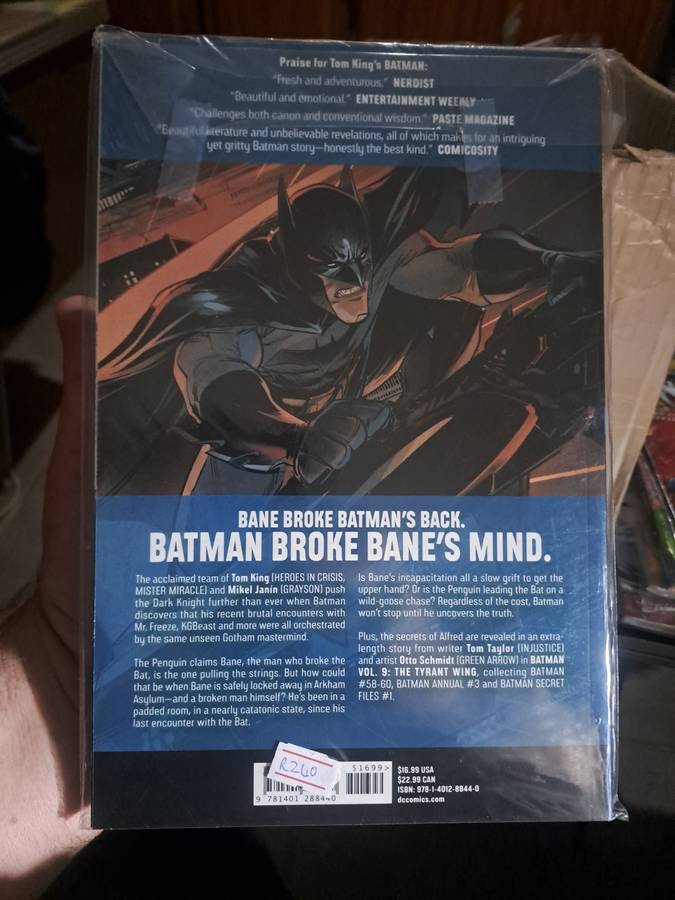 Praise for Tom King's BATMAN:
"Fresh and adventurous." NERDIST
"Beautiful and emotional." ENTERTAINMENT WEEKLY
"Challenges both canon and conventional wisdom." PASTE MAGAZINE
"Beautiful literature and unbelievable revelations, all of which makes for an intriguing
yet gritty Batman story—honestly the best kind." COMICOSITY
BANE BROKE BATMAN'S BACK.
BATMAN BROKE BANE'S MIND.
The acclaimed team of Tom King (HEROES IN CRISIS,
MISTER MIRACLE) and Mikel Janín (GRAYSON) push
the Dark Knight further than ever when Batman
discovers that his recent brutal encounters with
Mr. Freeze, KGBeast and more were all orchestrated
by the same unseen Gotham mastermind.
The Penguin claims Bane, the man who broke the
Bat, is the one pulling the strings. But how could
that be when Bane is safely locked away in Arkham
Asylum—and a broken man himself? He's been in a
padded room, in a nearly catatonic state, since his
last encounter with the Bat.
Is Bane's incapacitation all a slow grift to get the
upper hand? Or is the Penguin leading the Bat on a
wild-goose chase? Regardless of the cost, Batman
won't stop until he uncovers the truth.
Plus, the secrets of Alfred are revealed in an extra-
length story from writer Tom Taylor (INJUSTICE)
and artist Otto Schmidt (GREEN ARROW) in BATMAN
VOL. 9: THE TYRANT WING, collecting BATMAN
#58-60, BATMAN ANNUAL #3 and BATMAN SECRET
FILES #1.
R240
51699>
9 781401 288440
$16.99 USA
$22.99 CAN
ISBN: 978-1-4012-8844-0
dccomics.com